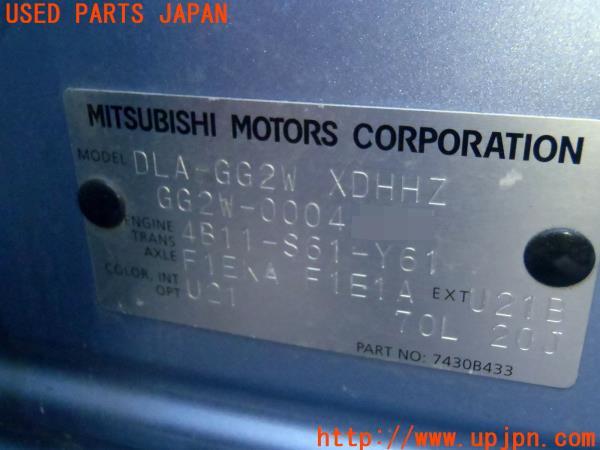 USED PARTS JAPAN
MITSUBISHI MOTORS CORPORATION
MODEL DLA-GG2W XDHHZ
GG2W-0004
ENGINE 4B11-S61-Y61
TRANS AXLE F1EXA F1E1A
COLOR, INT U21 EXT U21B
OPT 70L 20J
PART NO: 7430B433
http://www.upjpn.com/